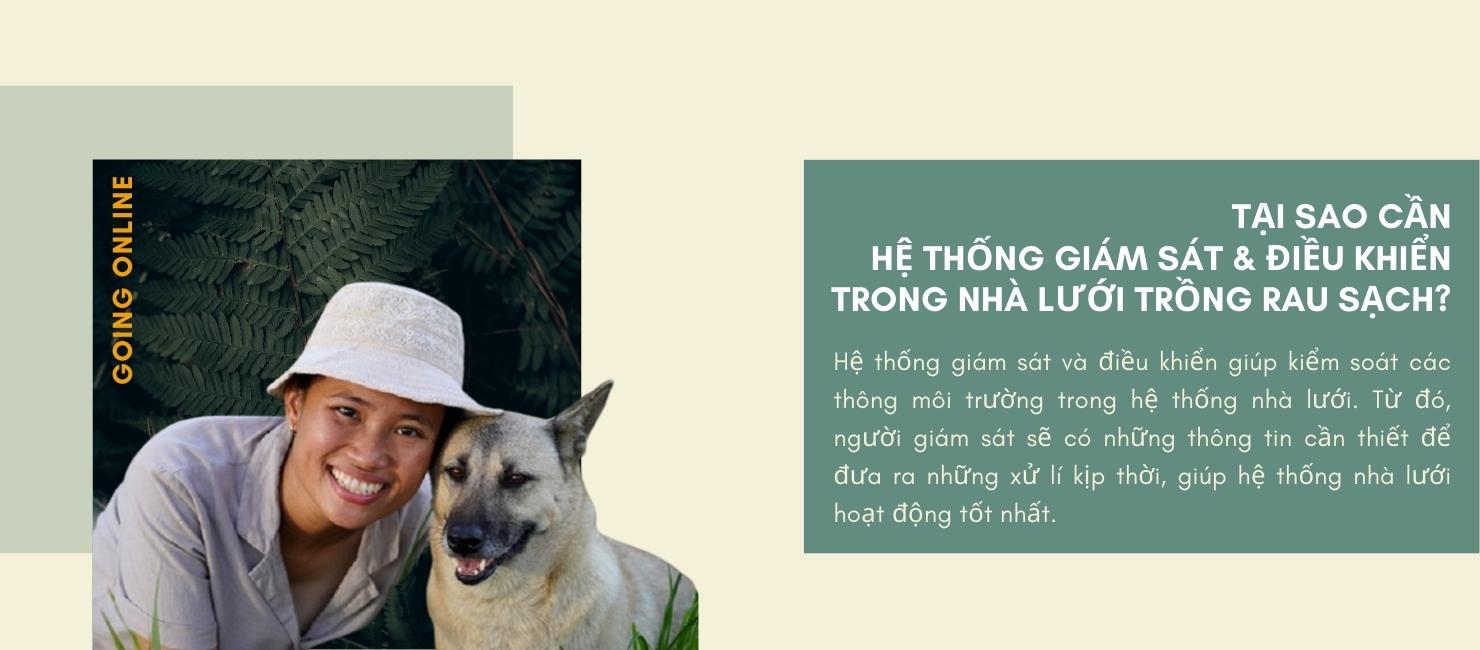 GOING ONLINE
TẠI SAO CẦN
HỆ THỐNG GIÁM SÁT & ĐIỀU KHIỂN
TRONG NHÀ LƯỚI TRỒNG RAU SẠCH?
Hệ thống giám sát và điều khiển giúp kiểm soát các
thông môi trường trong hệ thống nhà lưới. Từ đó,
người giám sát sẽ có những thông tin cần thiết để
đưa ra những xử lí kịp thời, giúp hệ thống nhà lưới
hoạt động tốt nhất.